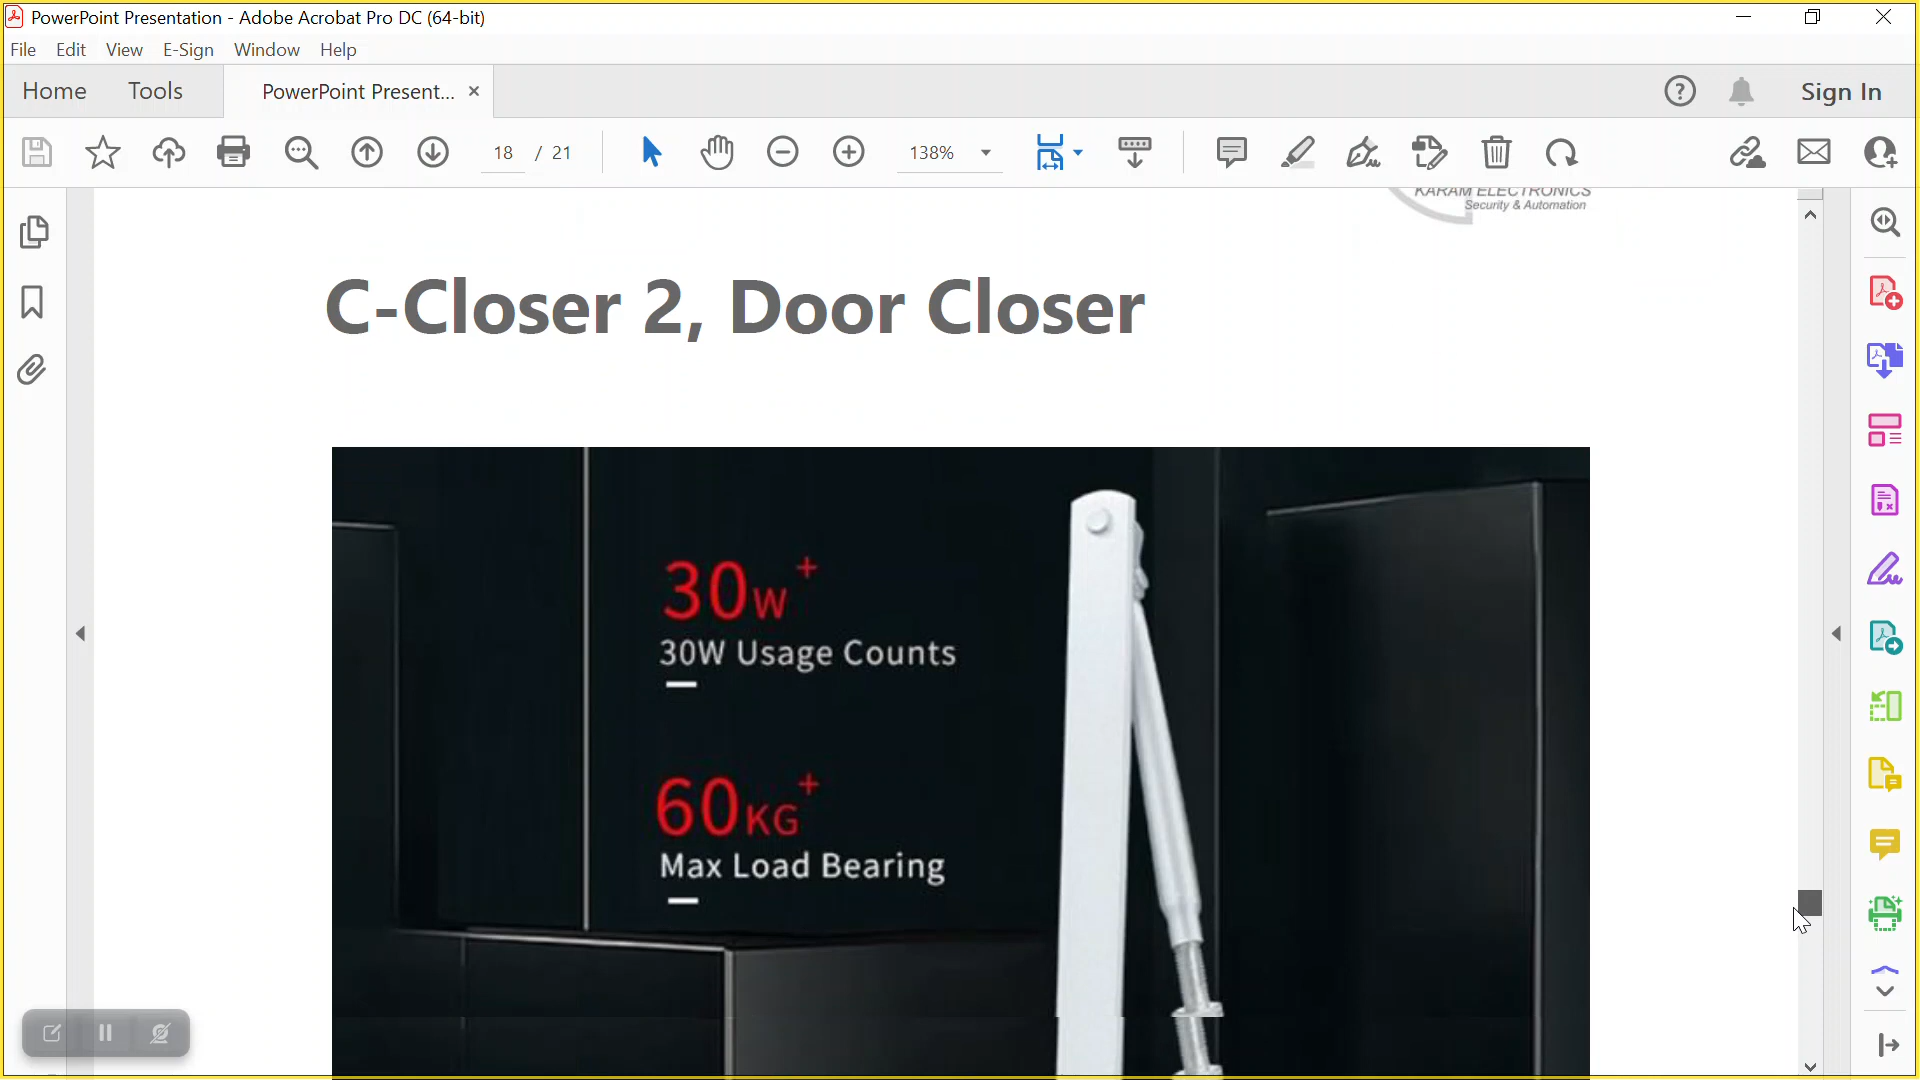 PowerPoint Presentation - Adobe Acrobat Pro DC (64-bit)
File Edit View E-Sign Window Help
Home Tools PowerPoint Present... Sign In
18 / 21 138%
KARAM ELECTRONICS
Security & Automation
C-Closer 2, Door Closer
30W+
30W Usage Counts
60KG+
Max Load Bearing